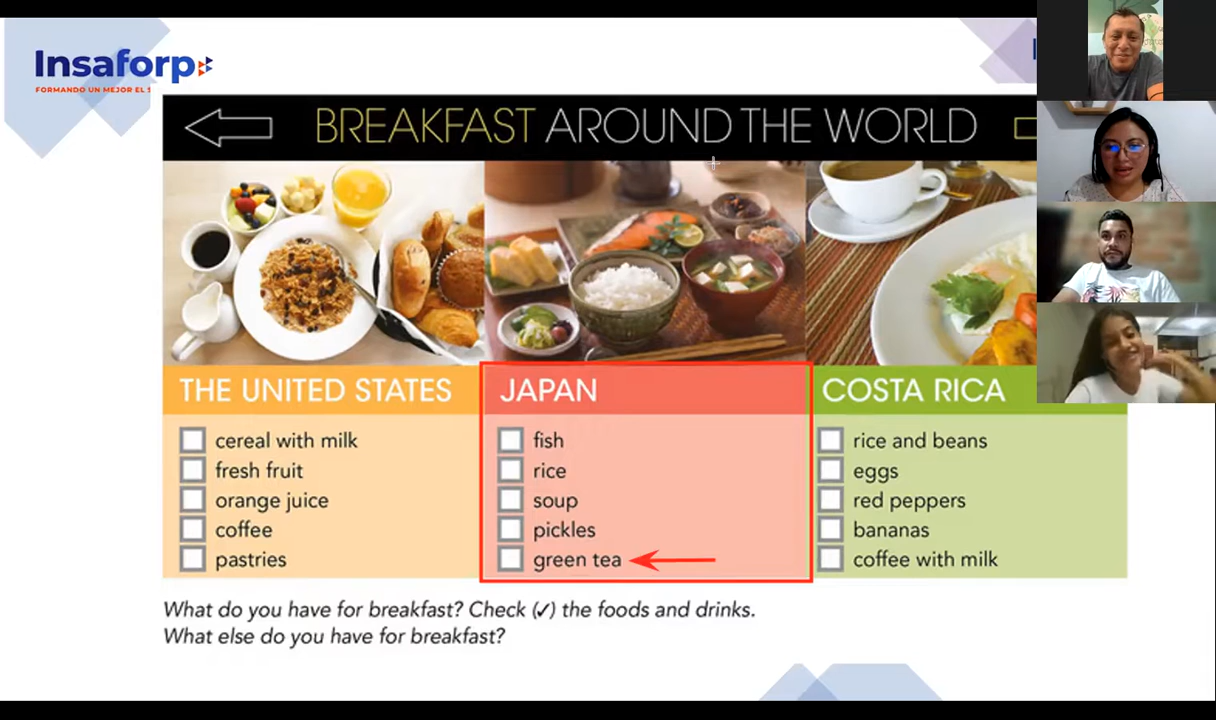 Insaforp
FORMANDO UN MEJOR EL
BREAKFAST AROUND THE WORLD
THE UNITED STATES
cereal with milk
fresh fruit
orange juice
coffee
pastries
JAPAN
fish
rice
soup
pickles
green tea
COSTA RICA
rice and beans
eggs
red peppers
bananas
coffee with milk
What do you have for breakfast? Check (✓) the foods and drinks.
What else do you have for breakfast?